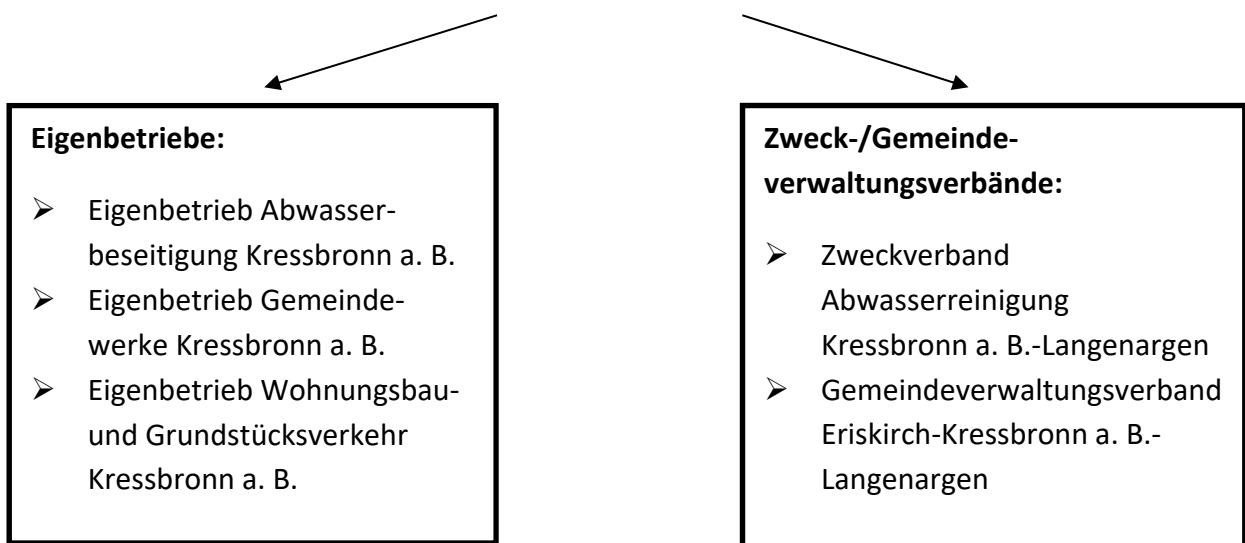 Eigenbetriebe:
➢ Eigenbetrieb Abwasser-
beseitigung Kressbronn a. B.
➢ Eigenbetrieb Gemeinde-
werke Kressbronn a. B.
➢ Eigenbetrieb Wohnungsbau-
und Grundstücksverkehr
Kressbronn a. B.
Zweck-/Gemeinde-
verwaltungsverbände:
➢ Zweckverband
Abwasserreinigung
Kressbronn a. B.-Langenargen
➢ Gemeindeverwaltungsverband
Eriskirch-Kressbronn a. B.-
Langenargen